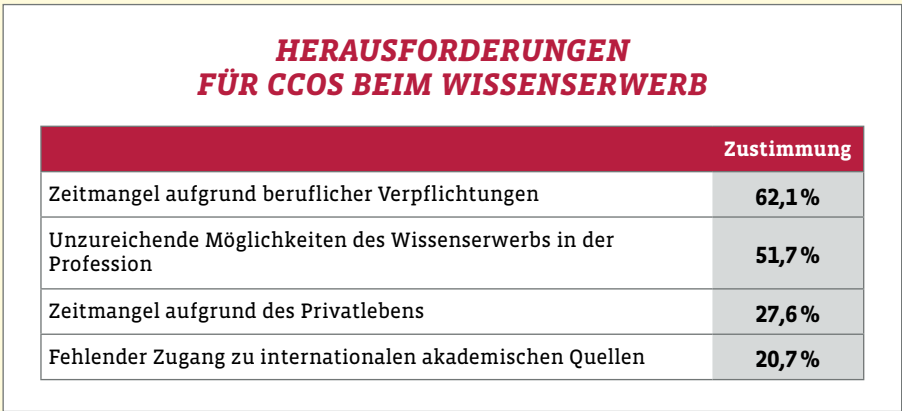 HERAUSFORDERUNGEN
FÜR CCOS BEIM WISSENSERWERB
Zustimmung
Zeitmangel aufgrund beruflicher Verpflichtungen 62,1 %
Unzureichende Möglichkeiten des Wissenserwerbs in der
Profession 51,7 %
Zeitmangel aufgrund des Privatlebens 27,6 %
Fehlender Zugang zu internationalen akademischen Quellen 20,7 %